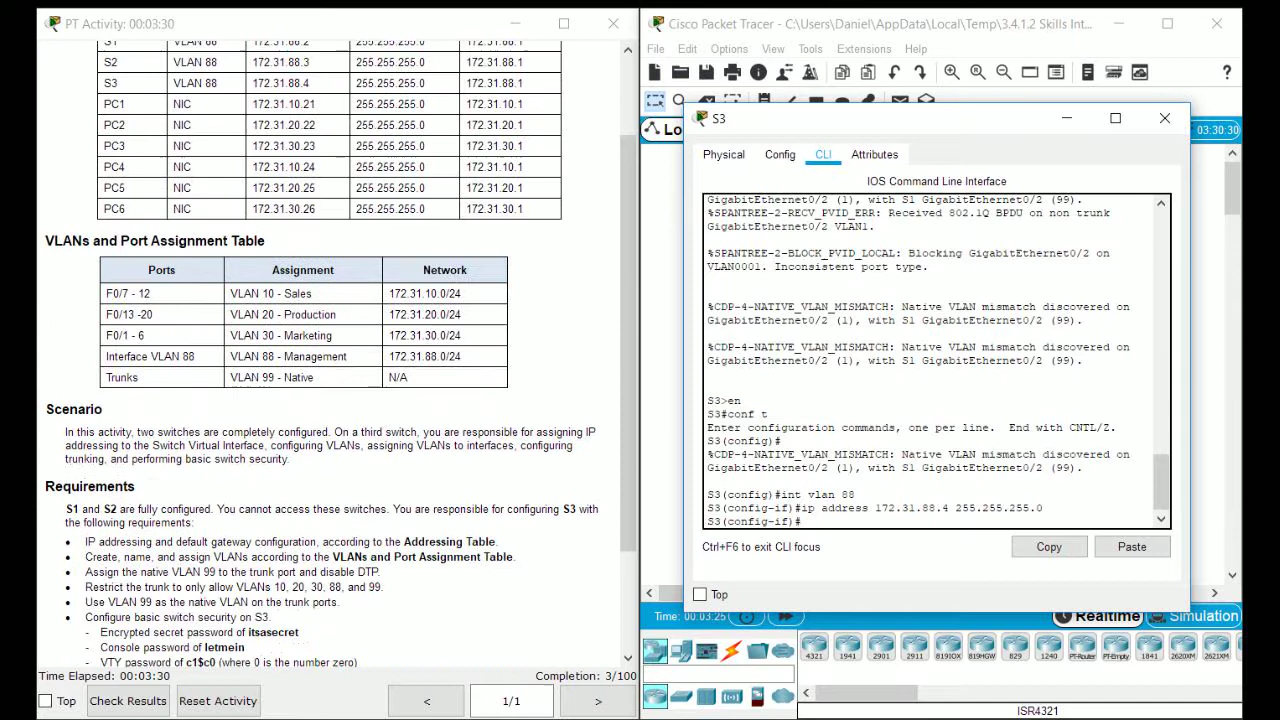 PT Activity: 00:03:30
S1 VLAN 88 172.31.88.2 255.255.255.0 172.31.88.1
S2 VLAN 88 172.31.88.3 255.255.255.0 172.31.88.1
S3 VLAN 88 172.31.88.4 255.255.255.0 172.31.88.1
PC1 NIC 172.31.10.21 255.255.255.0 172.31.10.1
PC2 NIC 172.31.20.22 255.255.255.0 172.31.20.1
PC3 NIC 172.31.30.23 255.255.255.0 172.31.30.1
PC4 NIC 172.31.10.24 255.255.255.0 172.31.10.1
PC5 NIC 172.31.20.25 255.255.255.0 172.31.20.1
PC6 NIC 172.31.30.26 255.255.255.0 172.31.30.1
VLANs and Port Assignment Table
Ports Assignment Network
F0/7 - 12 VLAN 10 - Sales 172.31.10.0/24
F0/13 -20 VLAN 20 - Production 172.31.20.0/24
F0/1 - 6 VLAN 30 - Marketing 172.31.30.0/24
Interface VLAN 88 VLAN 88 - Management 172.31.88.0/24
Trunks VLAN 99 - Native N/A
Scenario
In this activity, two switches are completely configured. On a third switch, you are responsible for assigning IP
addressing to the Switch Virtual Interface, configuring VLANs, assigning VLANs to interfaces, configuring
trunking, and performing basic switch security.
Requirements
S1 and S2 are fully configured. You cannot access these switches. You are responsible for configuring S3 with
the following requirements:
• IP addressing and default gateway configuration, according to the Addressing Table.
• Create, name, and assign VLANs according to the VLANs and Port Assignment Table.
• Assign the native VLAN 99 to the trunk port and disable DTP.
• Restrict the trunk to only allow VLANs 10, 20, 30, 88, and 99.
• Use VLAN 99 as the native VLAN on the trunk ports.
• Configure basic switch security on S3.
- Encrypted secret password of itsasecret
- Console password of letmein
- VTY password of c1$c0 (where 0 is the number zero)
Time Elapsed: 00:03:30 Completion: 3/100
Top Check Results Reset Activity < 1/1 >
Cisco Packet Tracer - C:\Users\Daniel\AppData\Local\Temp\3.4.1.2 Skills Int...
File Edit Options View Tools Extensions Help
?
Lo
03:30:30
S3
Physical Config CLI Attributes
IOS Command Line Interface
GigabitEthernet0/2 (1), with S1 GigabitEthernet0/2 (99).
%SPANTREE-2-RECV_PVID_ERR: Received 802.1Q BPDU on non trunk
GigabitEthernet0/2 VLAN1.
%SPANTREE-2-BLOCK_PVID_LOCAL: Blocking GigabitEthernet0/2 on
VLAN0001. Inconsistent port type.
%CDP-4-NATIVE_VLAN_MISMATCH: Native VLAN mismatch discovered on
GigabitEthernet0/2 (1), with S1 GigabitEthernet0/2 (99).
%CDP-4-NATIVE_VLAN_MISMATCH: Native VLAN mismatch discovered on
GigabitEthernet0/2 (1), with S1 GigabitEthernet0/2 (99).
S3>en
S3#conf t
Enter configuration commands, one per line. End with CNTL/Z.
S3(config)#
%CDP-4-NATIVE_VLAN_MISMATCH: Native VLAN mismatch discovered on
GigabitEthernet0/2 (1), with S1 GigabitEthernet0/2 (99).
S3(config)#int vlan 88
S3(config-if)#ip address 172.31.88.4 255.255.255.0
S3(config-if)#
Ctrl+F6 to exit CLI focus Copy Paste
Top
Time: 00:03:25 Realtime Simulation
4321 1941 2901 2911 819IOX 819HGW 829 1240 PT-Router PT-Empty 1841 2620XM 2621XM
ISR4321